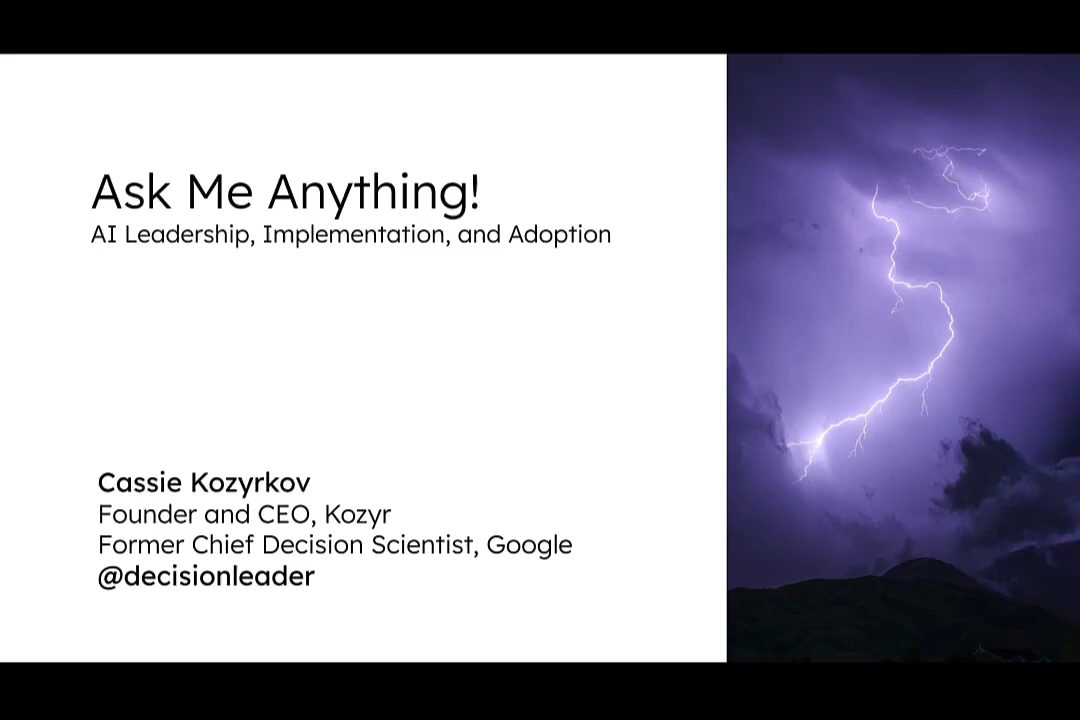 Ask Me Anything!
AI Leadership, Implementation, and Adoption
Cassie Kozyrkov
Founder and CEO, Kozyr
Former Chief Decision Scientist, Google
@decisionleader